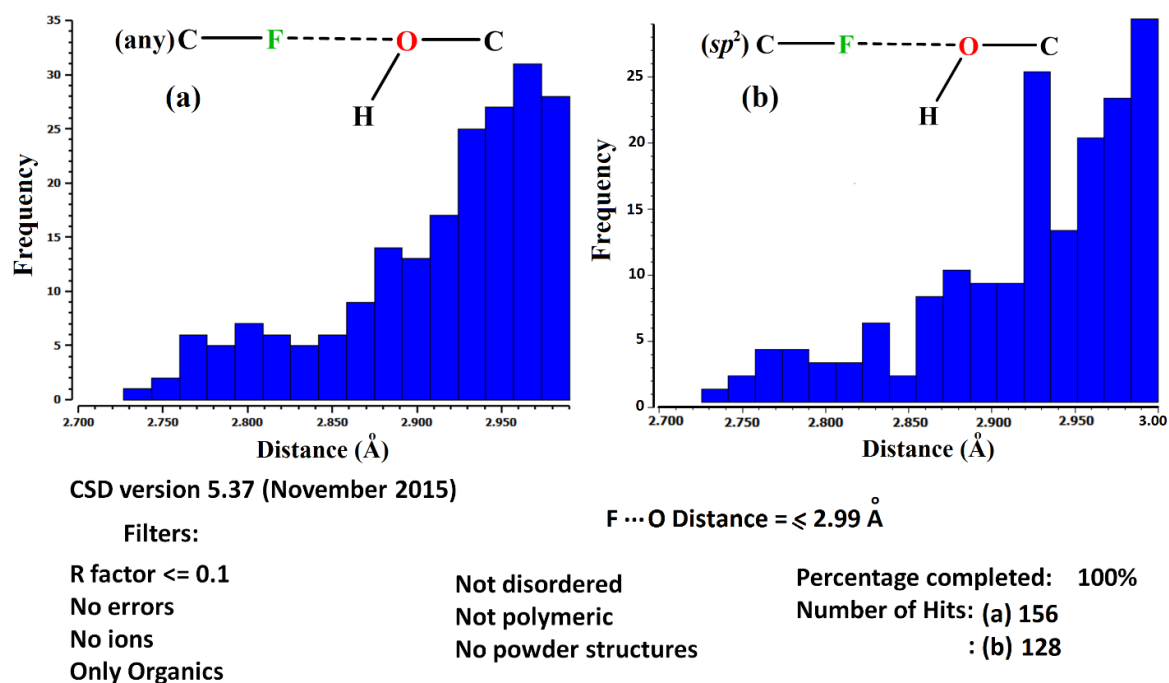 (any) C F O C
H
(a)
Frequency
35
30
25
20
15
10
5
0
2.700 2.750 2.800 2.850 2.900 2.950
Distance (Å)
(sp²) C F O C
H
(b)
Frequency
25
20
15
10
5
0
2.700 2.750 2.800 2.850 2.900 2.950 3.00
Distance (Å)
CSD version 5.37 (November 2015)
Filters:
R factor <= 0.1
No errors
No ions
Only Organics
F ··· O Distance = ⩽ 2.99 Å
Not disordered
Not polymeric
No powder structures
Percentage completed: 100%
Number of Hits: (a) 156
: (b) 128